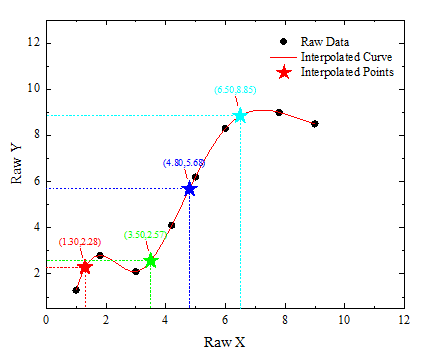 12
10
8
6
4
2
Raw Y
Raw Data
Interpolated Curve
Interpolated Points
(6.50,8.85)
(4.80,5.68)
(3.50,2.57)
(1.30,2.28)
0 2 4 6 8 10 12
Raw X